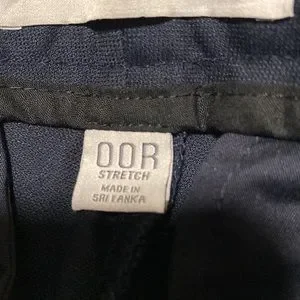 00R
STRETCH
MADE IN
SRI LANKA